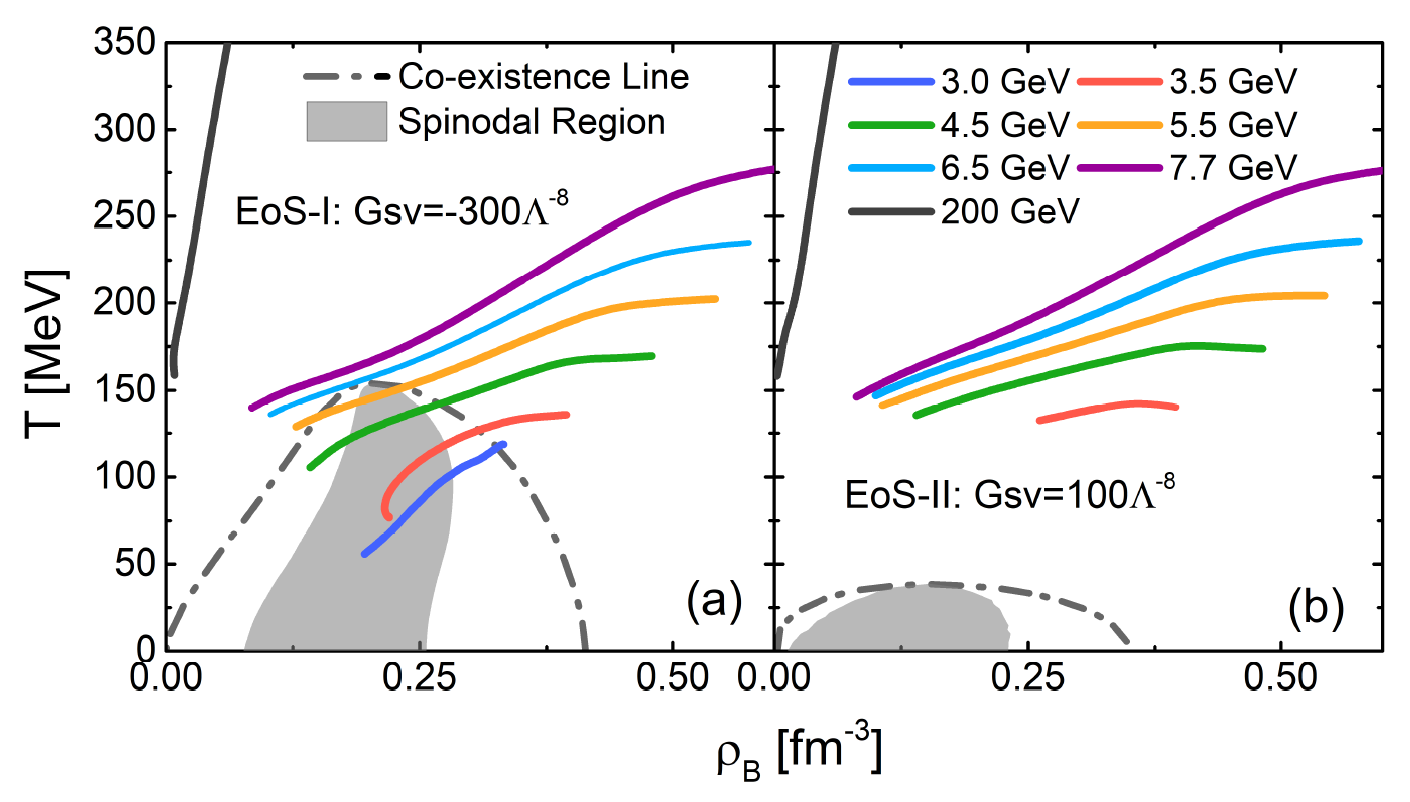 350
300
250
200
150
100
50
0
T [MeV]
Co-existence Line
Spinodal Region
EoS-I: Gsv=-300Λ-8
(a)
3.0 GeV 3.5 GeV
4.5 GeV 5.5 GeV
6.5 GeV 7.7 GeV
200 GeV
EoS-II: Gsv=100Λ-8
(b)
0.00 0.25 0.50 0.00 0.25 0.50
ρB [fm-3]